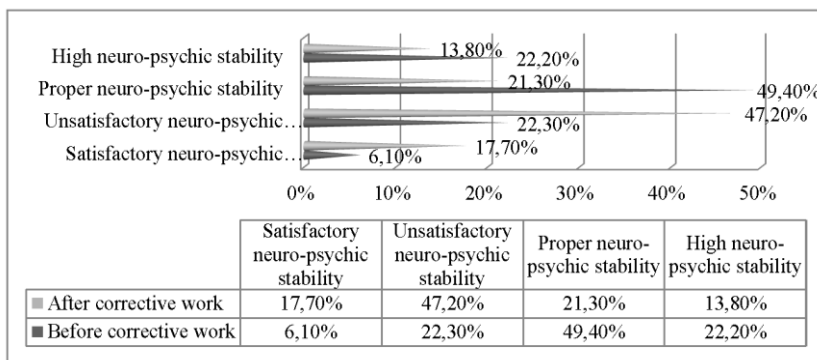 High neuro-psychic stability
13,80%
22,20%
Proper neuro-psychic stability
21,30%
49,40%
Unsatisfactory neuro-psychic…
47,20%
22,30%
Satisfactory neuro-psychic…
17,70%
6,10%
0% 10% 20% 30% 40% 50%
Satisfactory neuro-psychic stability Unsatisfactory neuro-psychic stability Proper neuro-psychic stability High neuro-psychic stability
After corrective work 17,70% 47,20% 21,30% 13,80%
Before corrective work 6,10% 22,30% 49,40% 22,20%